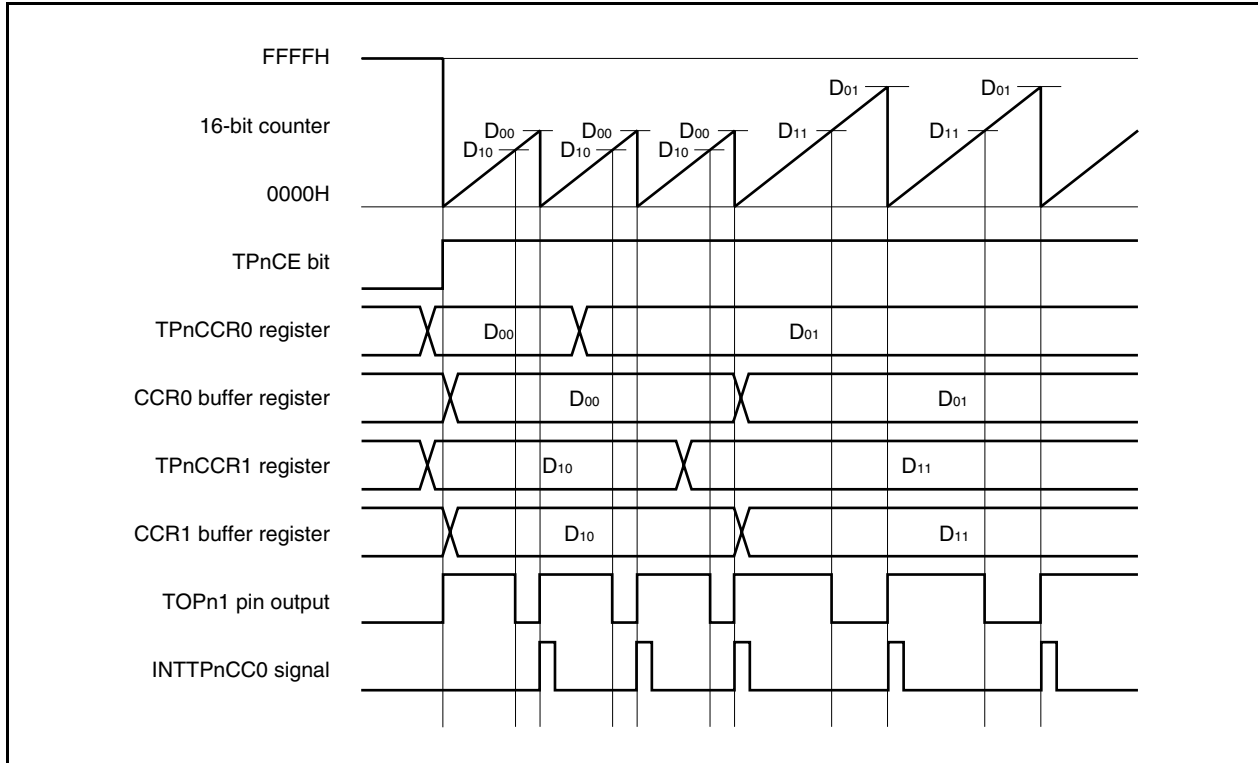 FFFFH
D01 D01
16-bit counter D00 D00 D00 D11 D11
D10 D10 D10
0000H
TPnCE bit
TPnCCR0 register D00 D01
CCR0 buffer register D00 D01
TPnCCR1 register D10 D11
CCR1 buffer register D10 D11
TOPn1 pin output
INTTPnCC0 signal